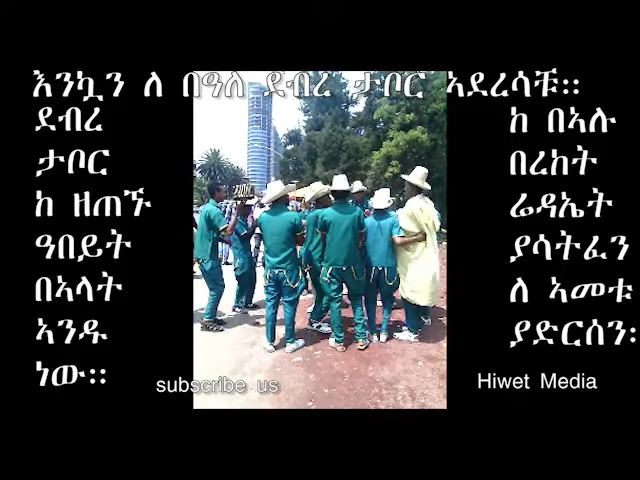 እንኳን ለ በዓለ ደብረ ታቦር ኣደረሳቹ፡፡
ደብረ
ታቦር
ከ ዘጠኙ
ዓበይት
በኣላት
ኣንዱ
ነው፡፡
ከ በኣሉ
በረከት
ሬዳኤት
ያሳትፈን
ለ ኣመቱ
ያድርሰን፡
subscribe us
Hiwet Media